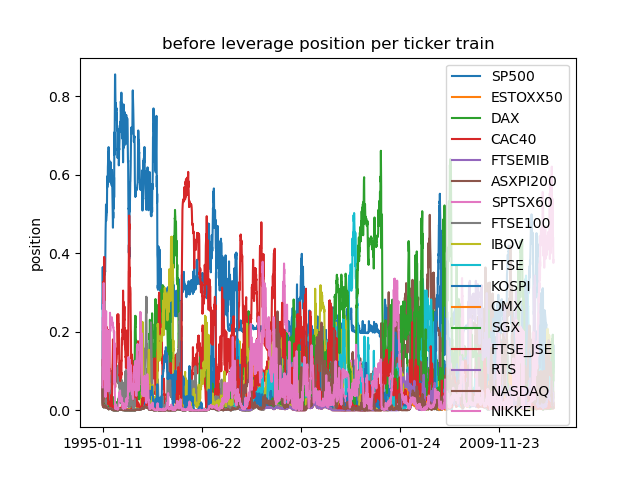 before leverage position per ticker train
position
0.8
0.6
0.4
0.2
0.0
1995-01-11
1998-06-22
2002-03-25
2006-01-24
2009-11-23
SP500
ESTOXX50
DAX
CAC40
FTSEMIB
ASXPI200
SPTSX60
FTSE100
IBOV
FTSE
KOSPI
OMX
SGX
FTSE_JSE
RTS
NASDAQ
NIKKEI